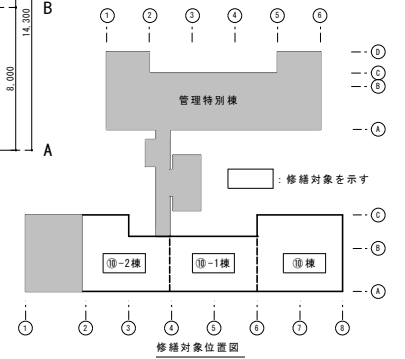 B
14,300
8,000
A
① ② ③ ④ ⑤ ⑥
Ⓓ
Ⓒ
Ⓑ
管理特別棟
Ⓐ
：修繕対象を示す
Ⓒ
Ⓑ
⑩-2棟 ⑩-1棟 ⑩棟
Ⓐ
① ② ③ ④ ⑤ ⑥ ⑦ ⑧
修繕対象位置図